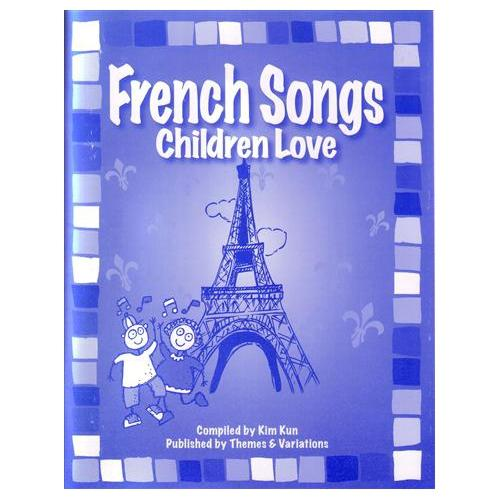 French Songs
Children Love
Compiled by Kim Kun
Published by Themes & Variations